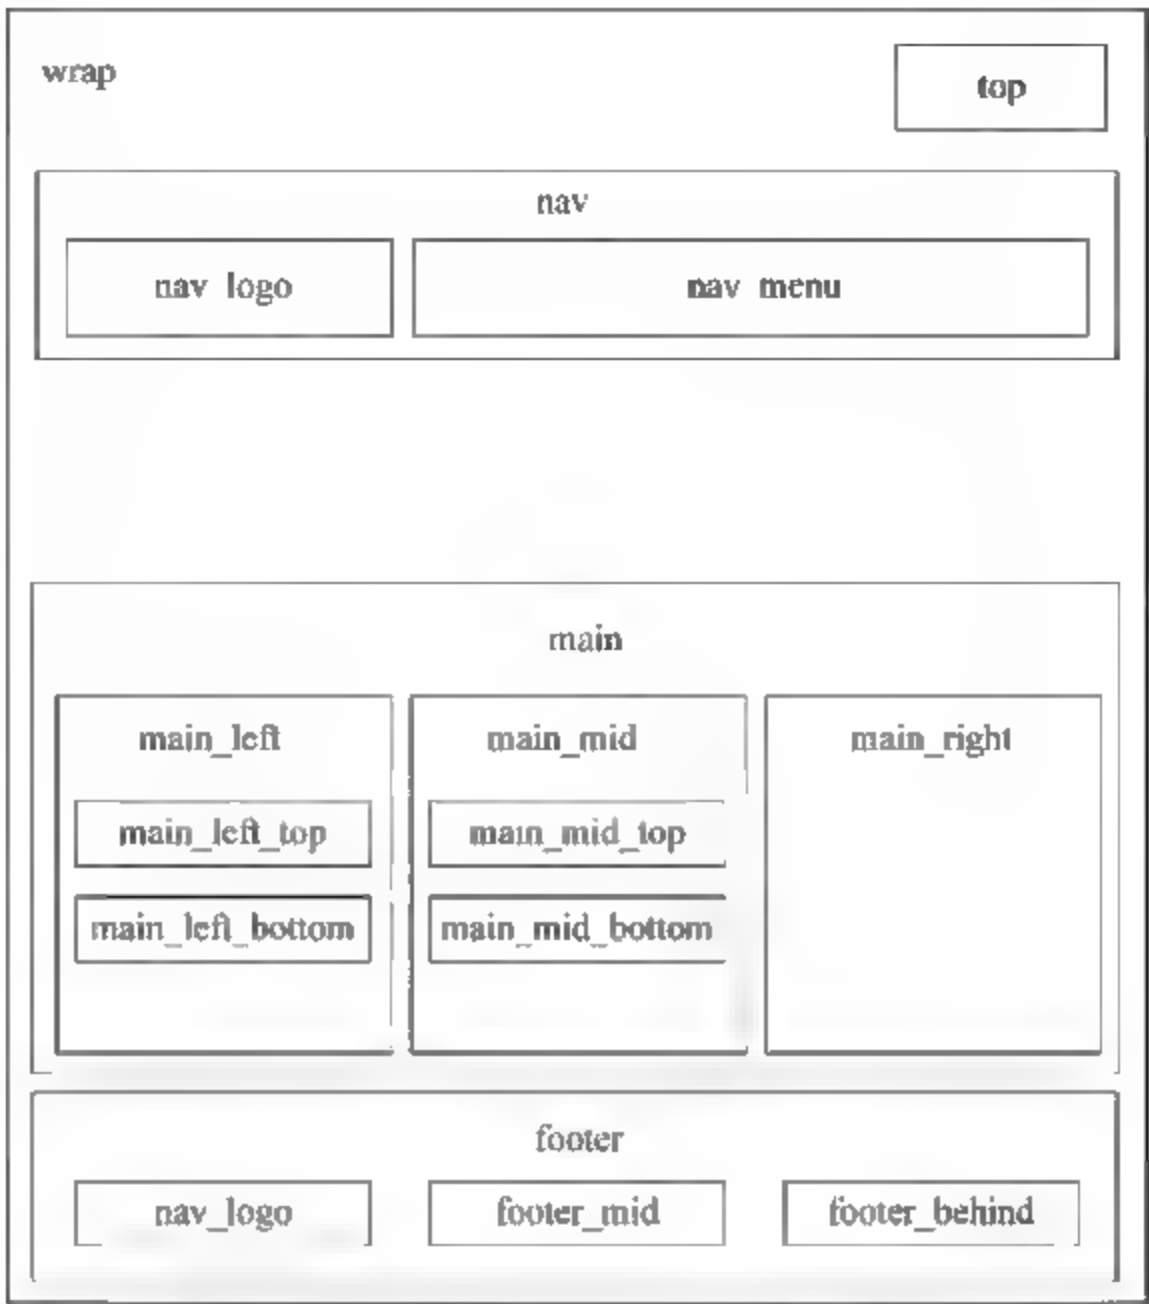 wrap
top
nav
nav logo
nav menu
main
main_left
main_mid
main_right
main_left_top
main_mid_top
main_left_bottom
main_mid_bottom
footer
nav_logo
footer_mid
footer_behind